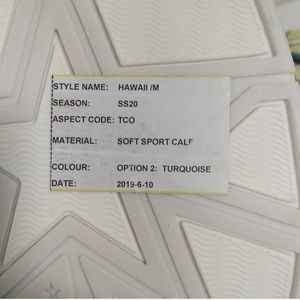 STYLE NAME: HAWAII /M
SEASON: SS20
ASPECT CODE: TCO
MATERIAL: SOFT SPORT CALF
COLOUR: OPTION 2: TURQUOISE
DATE: 2019-6-10